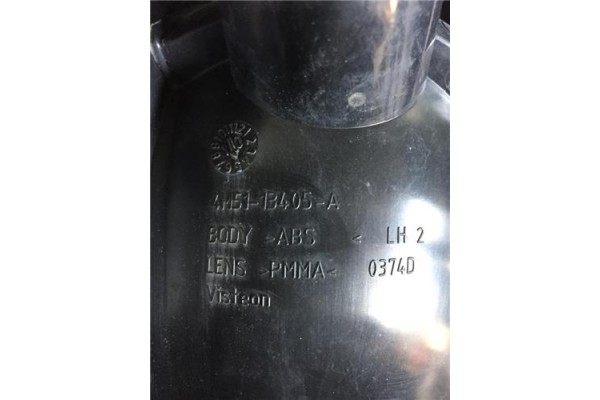 4M51-13405-A
BODY >ABS < LH 2
LENS >PMMA< 0374D
Visteon